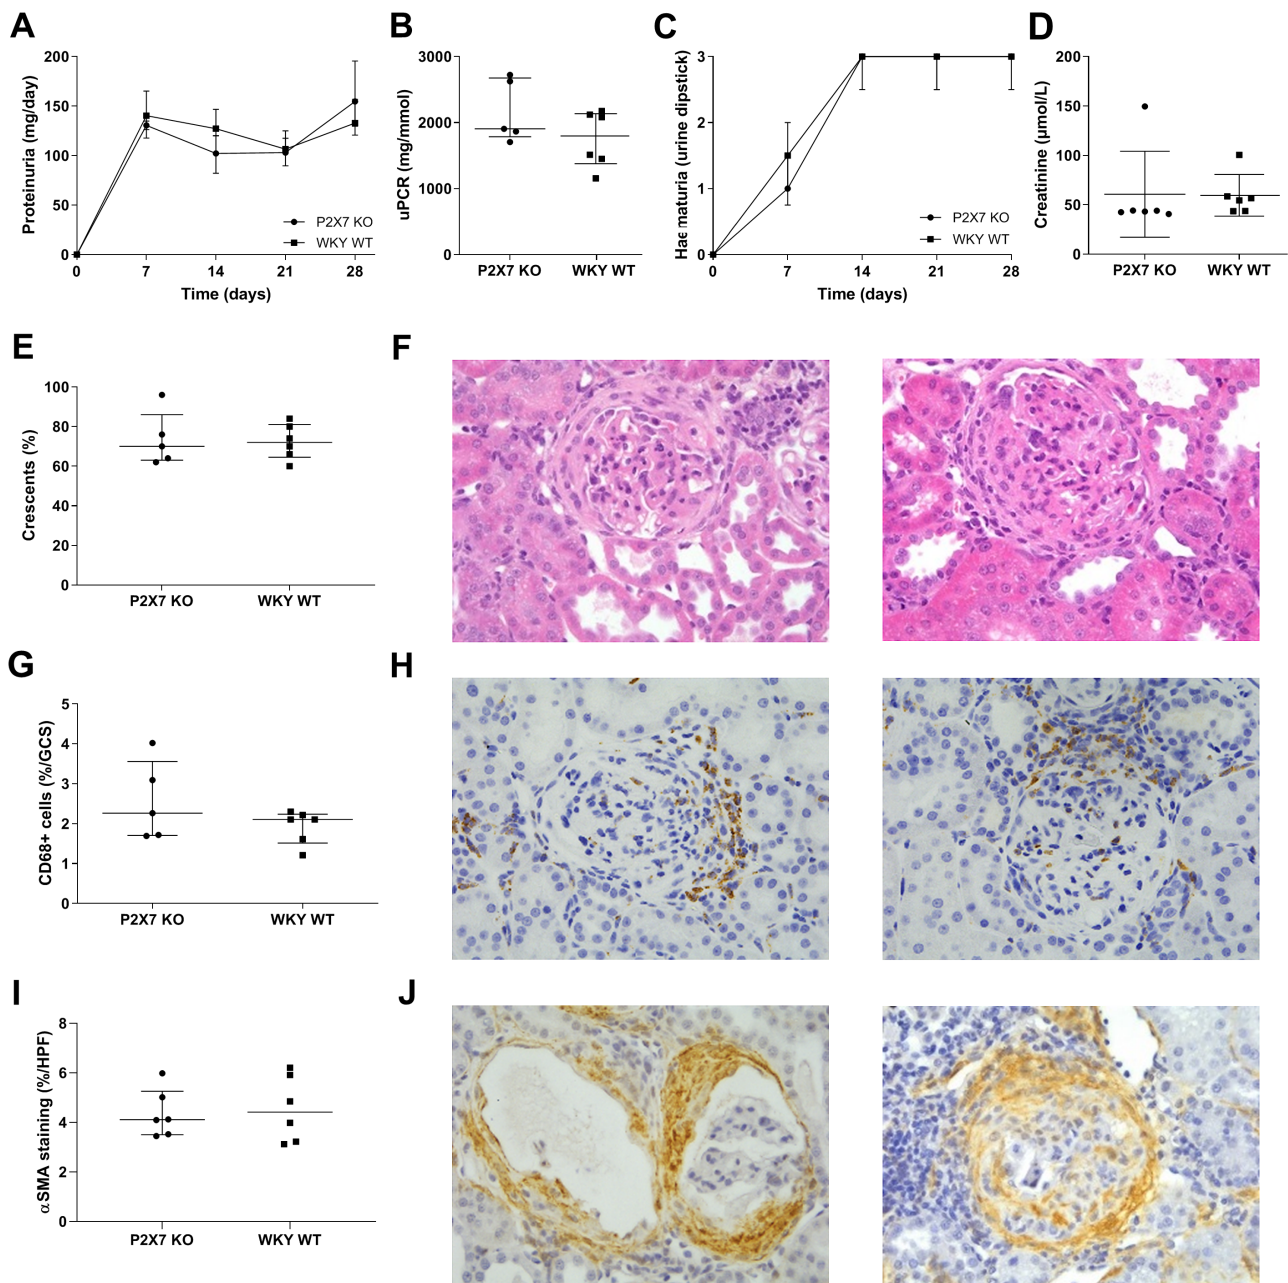 A
Proteinuria (mg/day)
200
150
100
50
0
0 7 14 21 28
Time (days)
P2X7 KO
WKY WT
B
uPCR (mg/mmol)
3000
2000
1000
0
P2X7 KO WKY WT
C
Haematuria (urine dipstick)
3
2
1
0
0 7 14 21 28
Time (days)
P2X7 KO
WKY WT
D
Creatinine (μmol/L)
200
150
100
50
0
P2X7 KO WKY WT
E
Crescents (%)
100
80
60
40
20
0
P2X7 KO WKY WT
F
G
CD68+ cells (%/GCS)
5
4
3
2
1
0
P2X7 KO WKY WT
H
I
αSMA staining (%/HPF)
8
6
4
2
0
P2X7 KO WKY WT
J